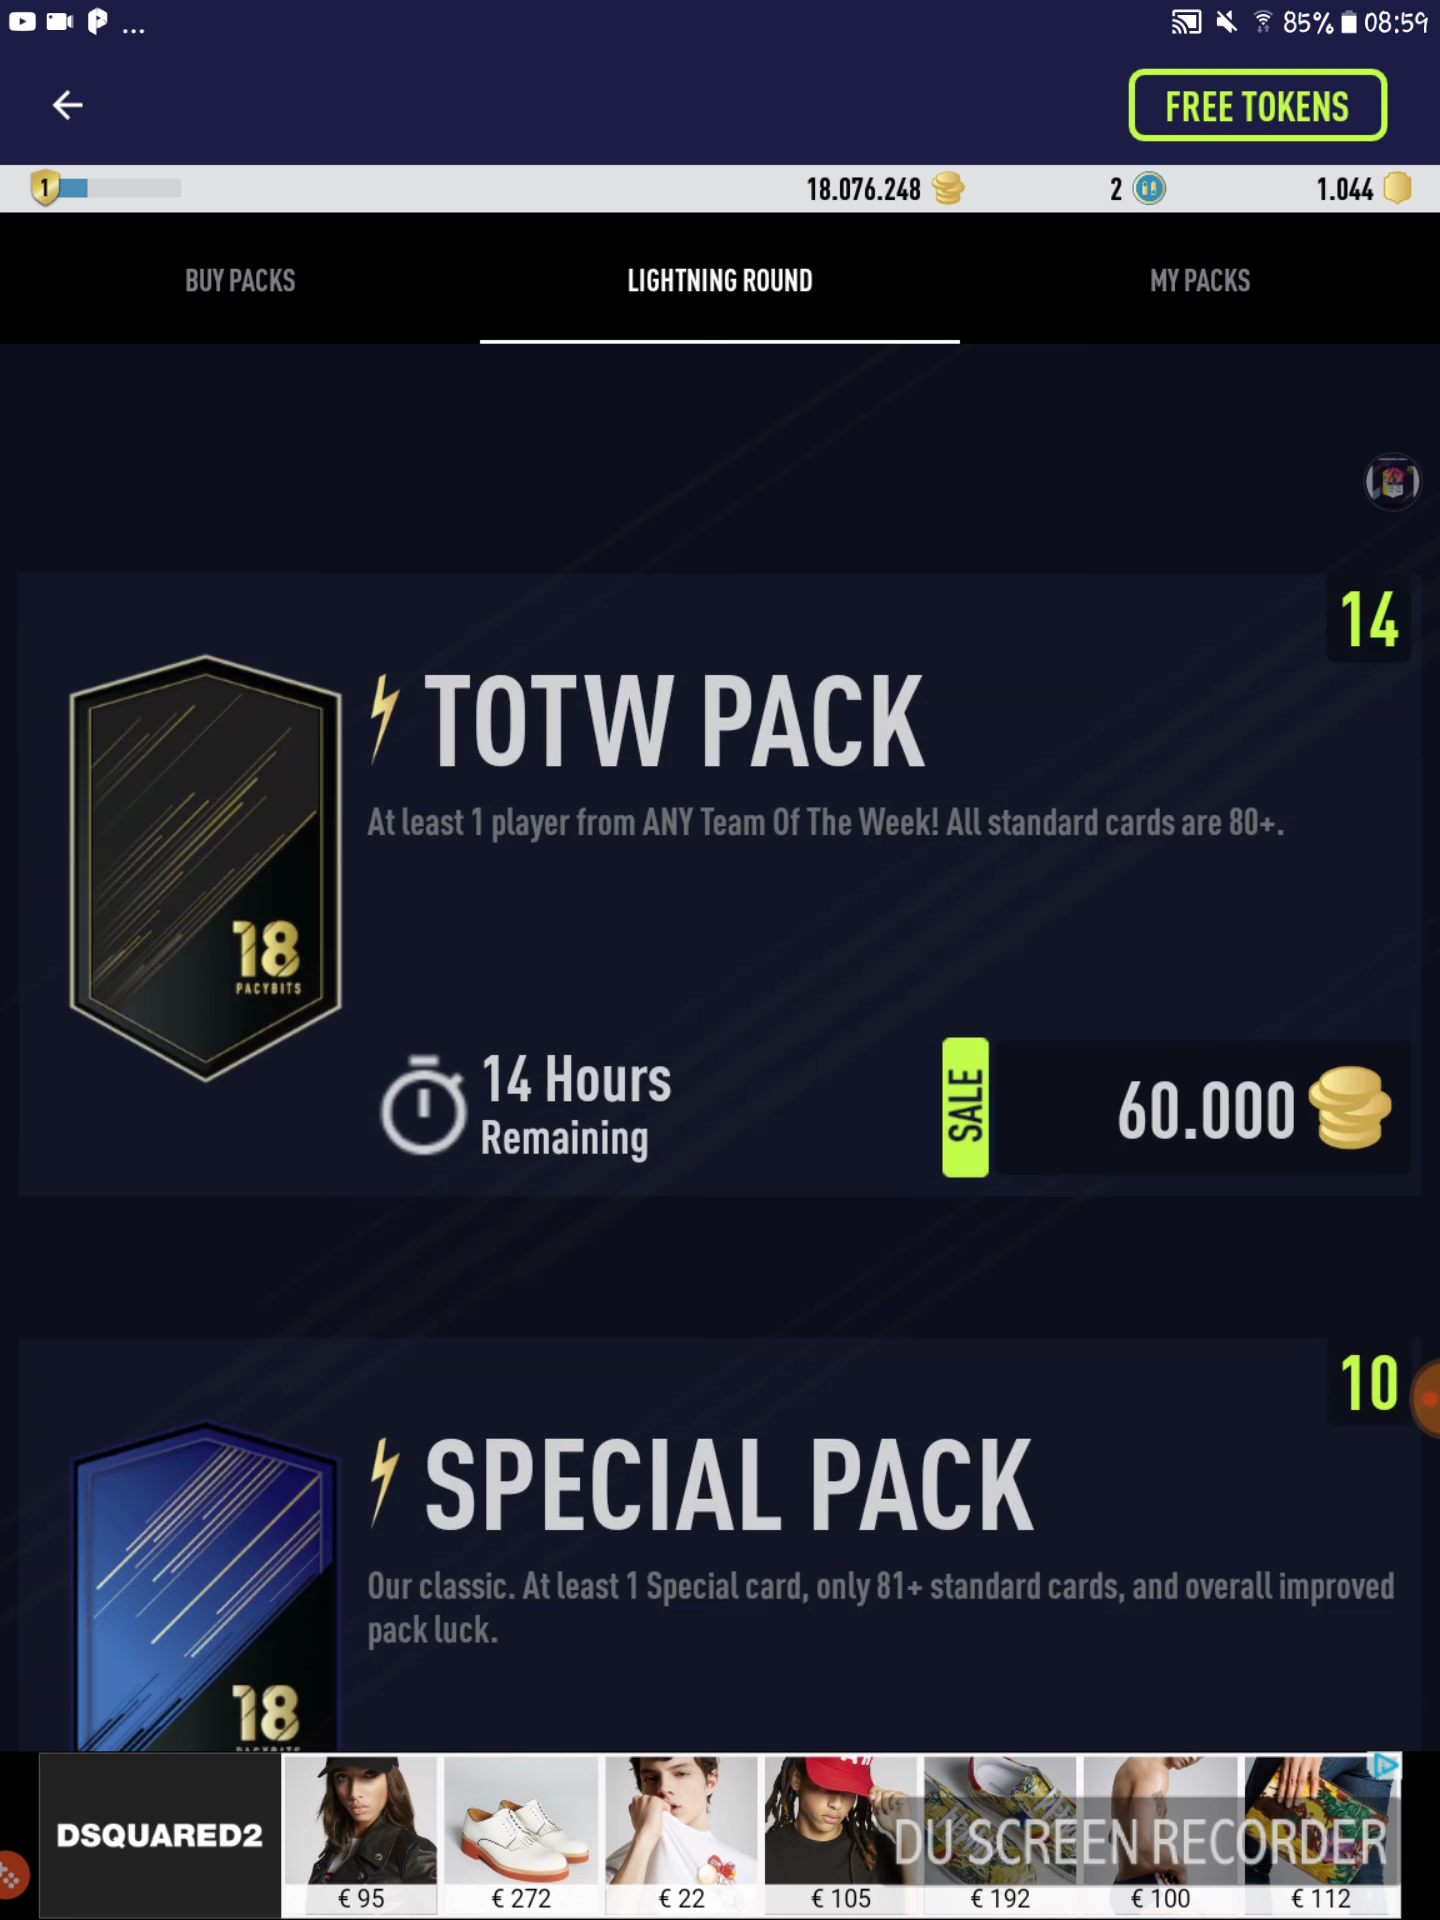 ... 85% 08:59
FREE TOKENS
1 18.076.248 2 1.044
BUY PACKS LIGHTNING ROUND MY PACKS
14
TOTW PACK
At least 1 player from ANY Team Of The Week! All standard cards are 80+.
18
PACYBITS
14 Hours
Remaining
SALE
60.000
10
SPECIAL PACK
Our classic. At least 1 Special card, only 81+ standard cards, and overall improved
pack luck.
18
DSQUARED2
DU SCREEN RECORDER
€ 95 € 272 € 22 € 105 € 192 € 100 € 112